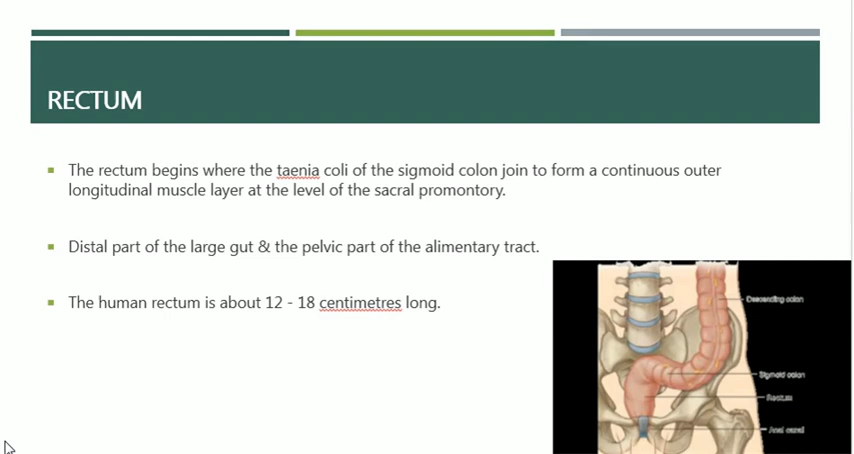 RECTUM
The rectum begins where the taenia coli of the sigmoid colon join to form a continuous outer
longitudinal muscle layer at the level of the sacral promontory.
Distal part of the large gut & the pelvic part of the alimentary tract.
The human rectum is about 12 - 18 centimetres long.
Descending colon
Sigmoid colon
Rectum
Anal canal